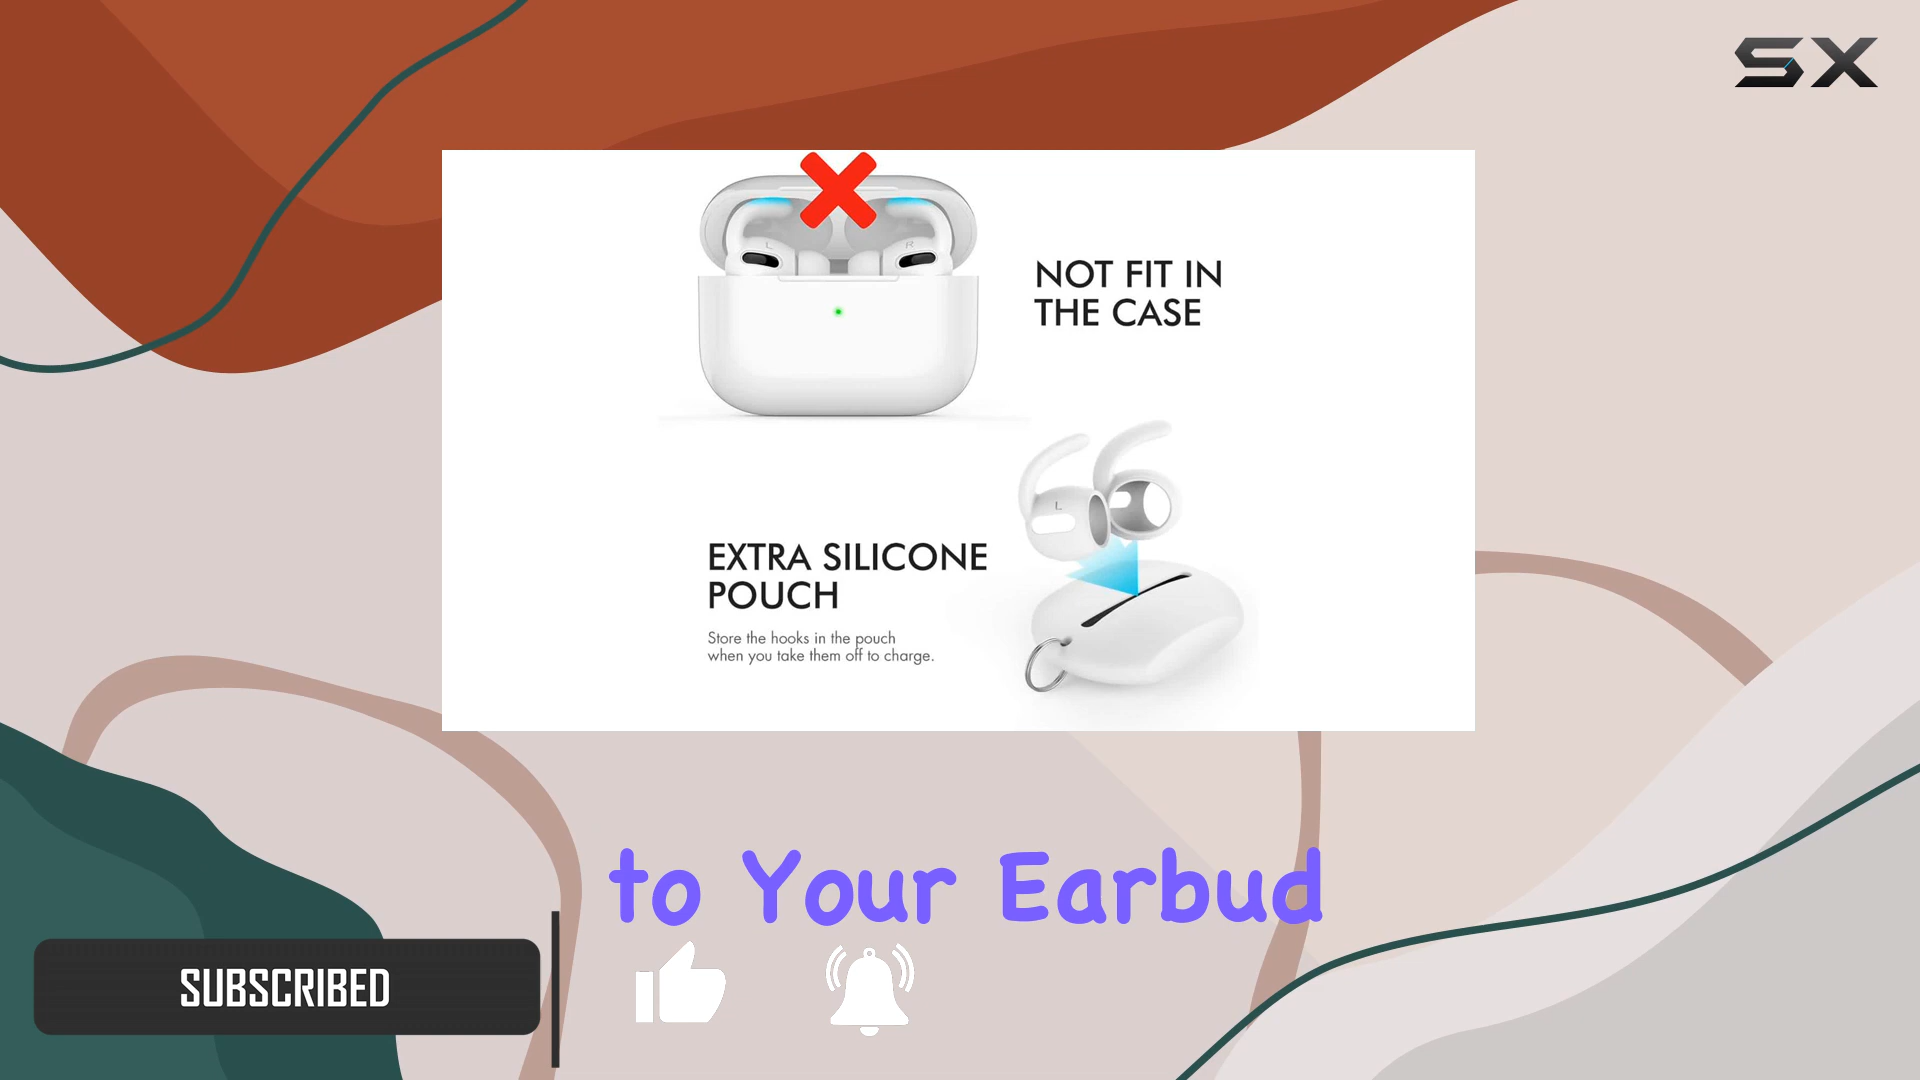 SX
L
R
NOT FIT IN
THE CASE
L
EXTRA SILICONE
POUCH
Store the hooks in the pouch
when you take them off to charge.
to Your Earbud
SUBSCRIBED